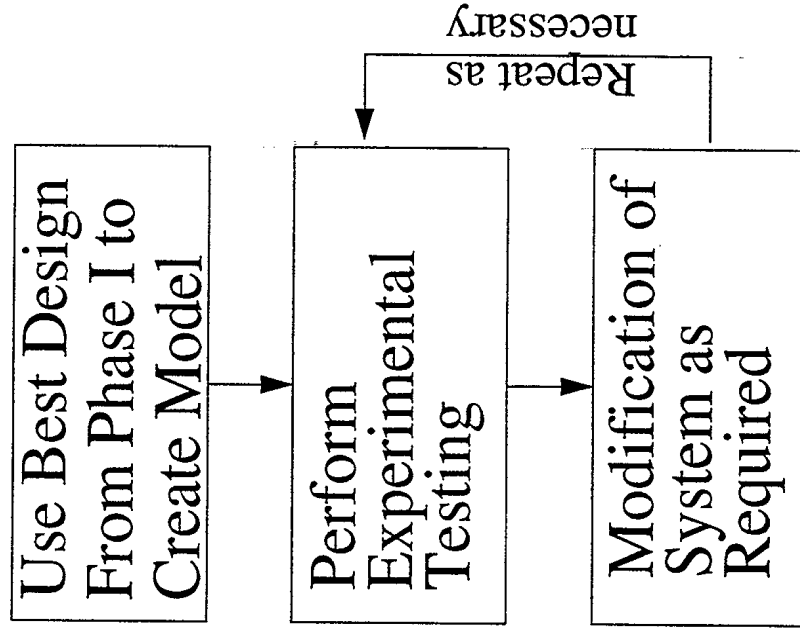 Use Best Design
From Phase I to
Create Model
Perform
Experimental
Testing
Modification of
System as
Required
Repeat as
necessary